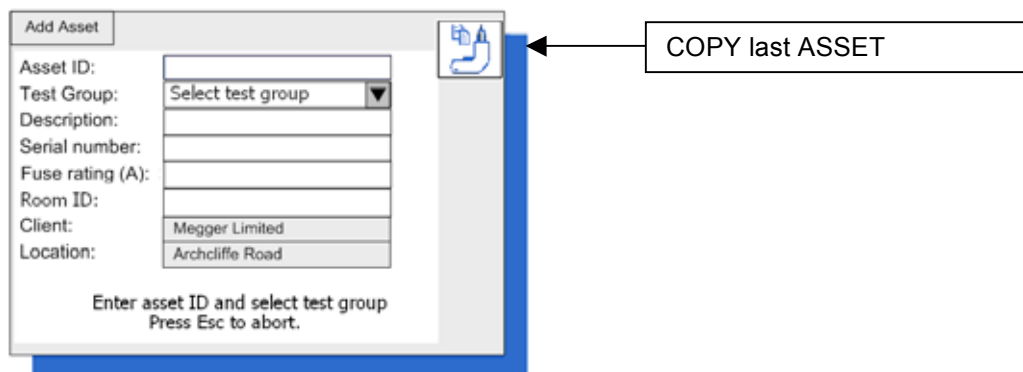 Add Asset
COPY last ASSET
Asset ID:
Test Group: Select test group
Description:
Serial number:
Fuse rating (A):
Room ID:
Client: Megger Limited
Location: Archcliffe Road
Enter asset ID and select test group
Press Esc to abort.